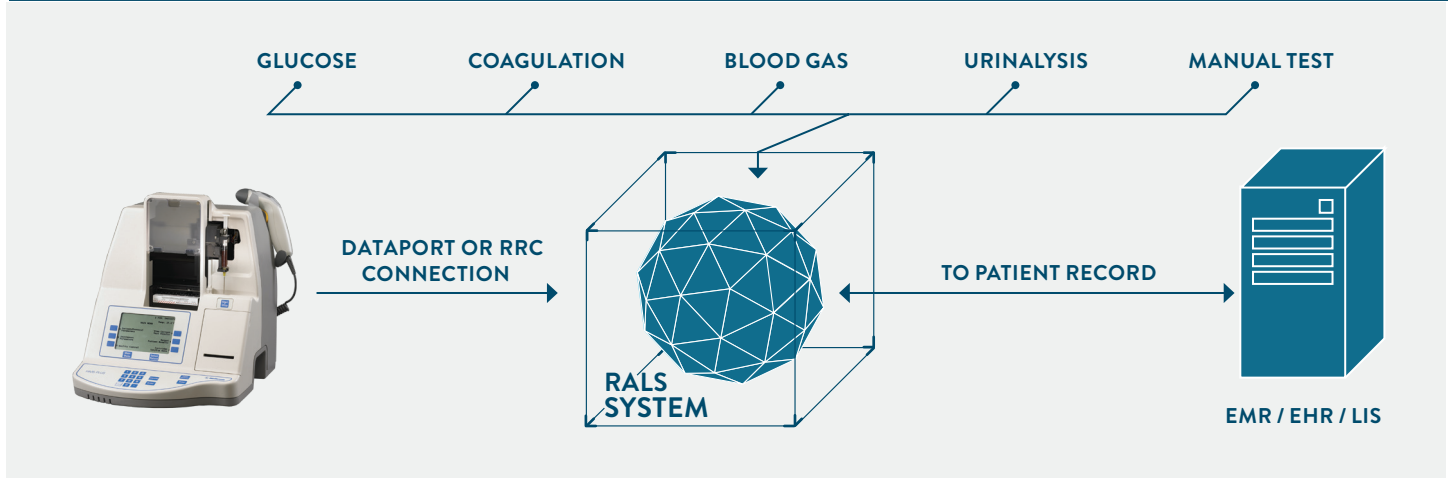 GLUCOSE
COAGULATION
BLOOD GAS
URINALYSIS
MANUAL TEST
DATAPORT OR RRC
CONNECTION
TO PATIENT RECORD
RALS
SYSTEM
EMR / EHR / LIS